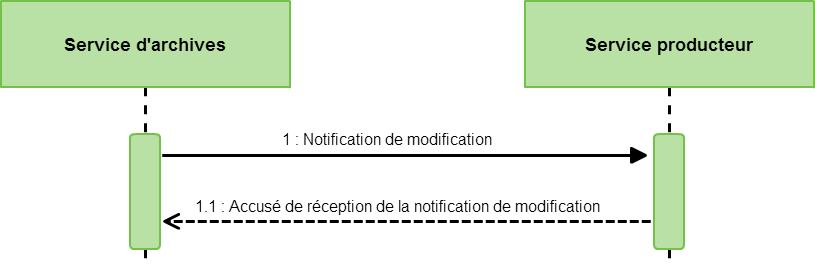 Service d'archives
Service producteur
1 : Notification de modification
1.1 : Accusé de réception de la notification de modification